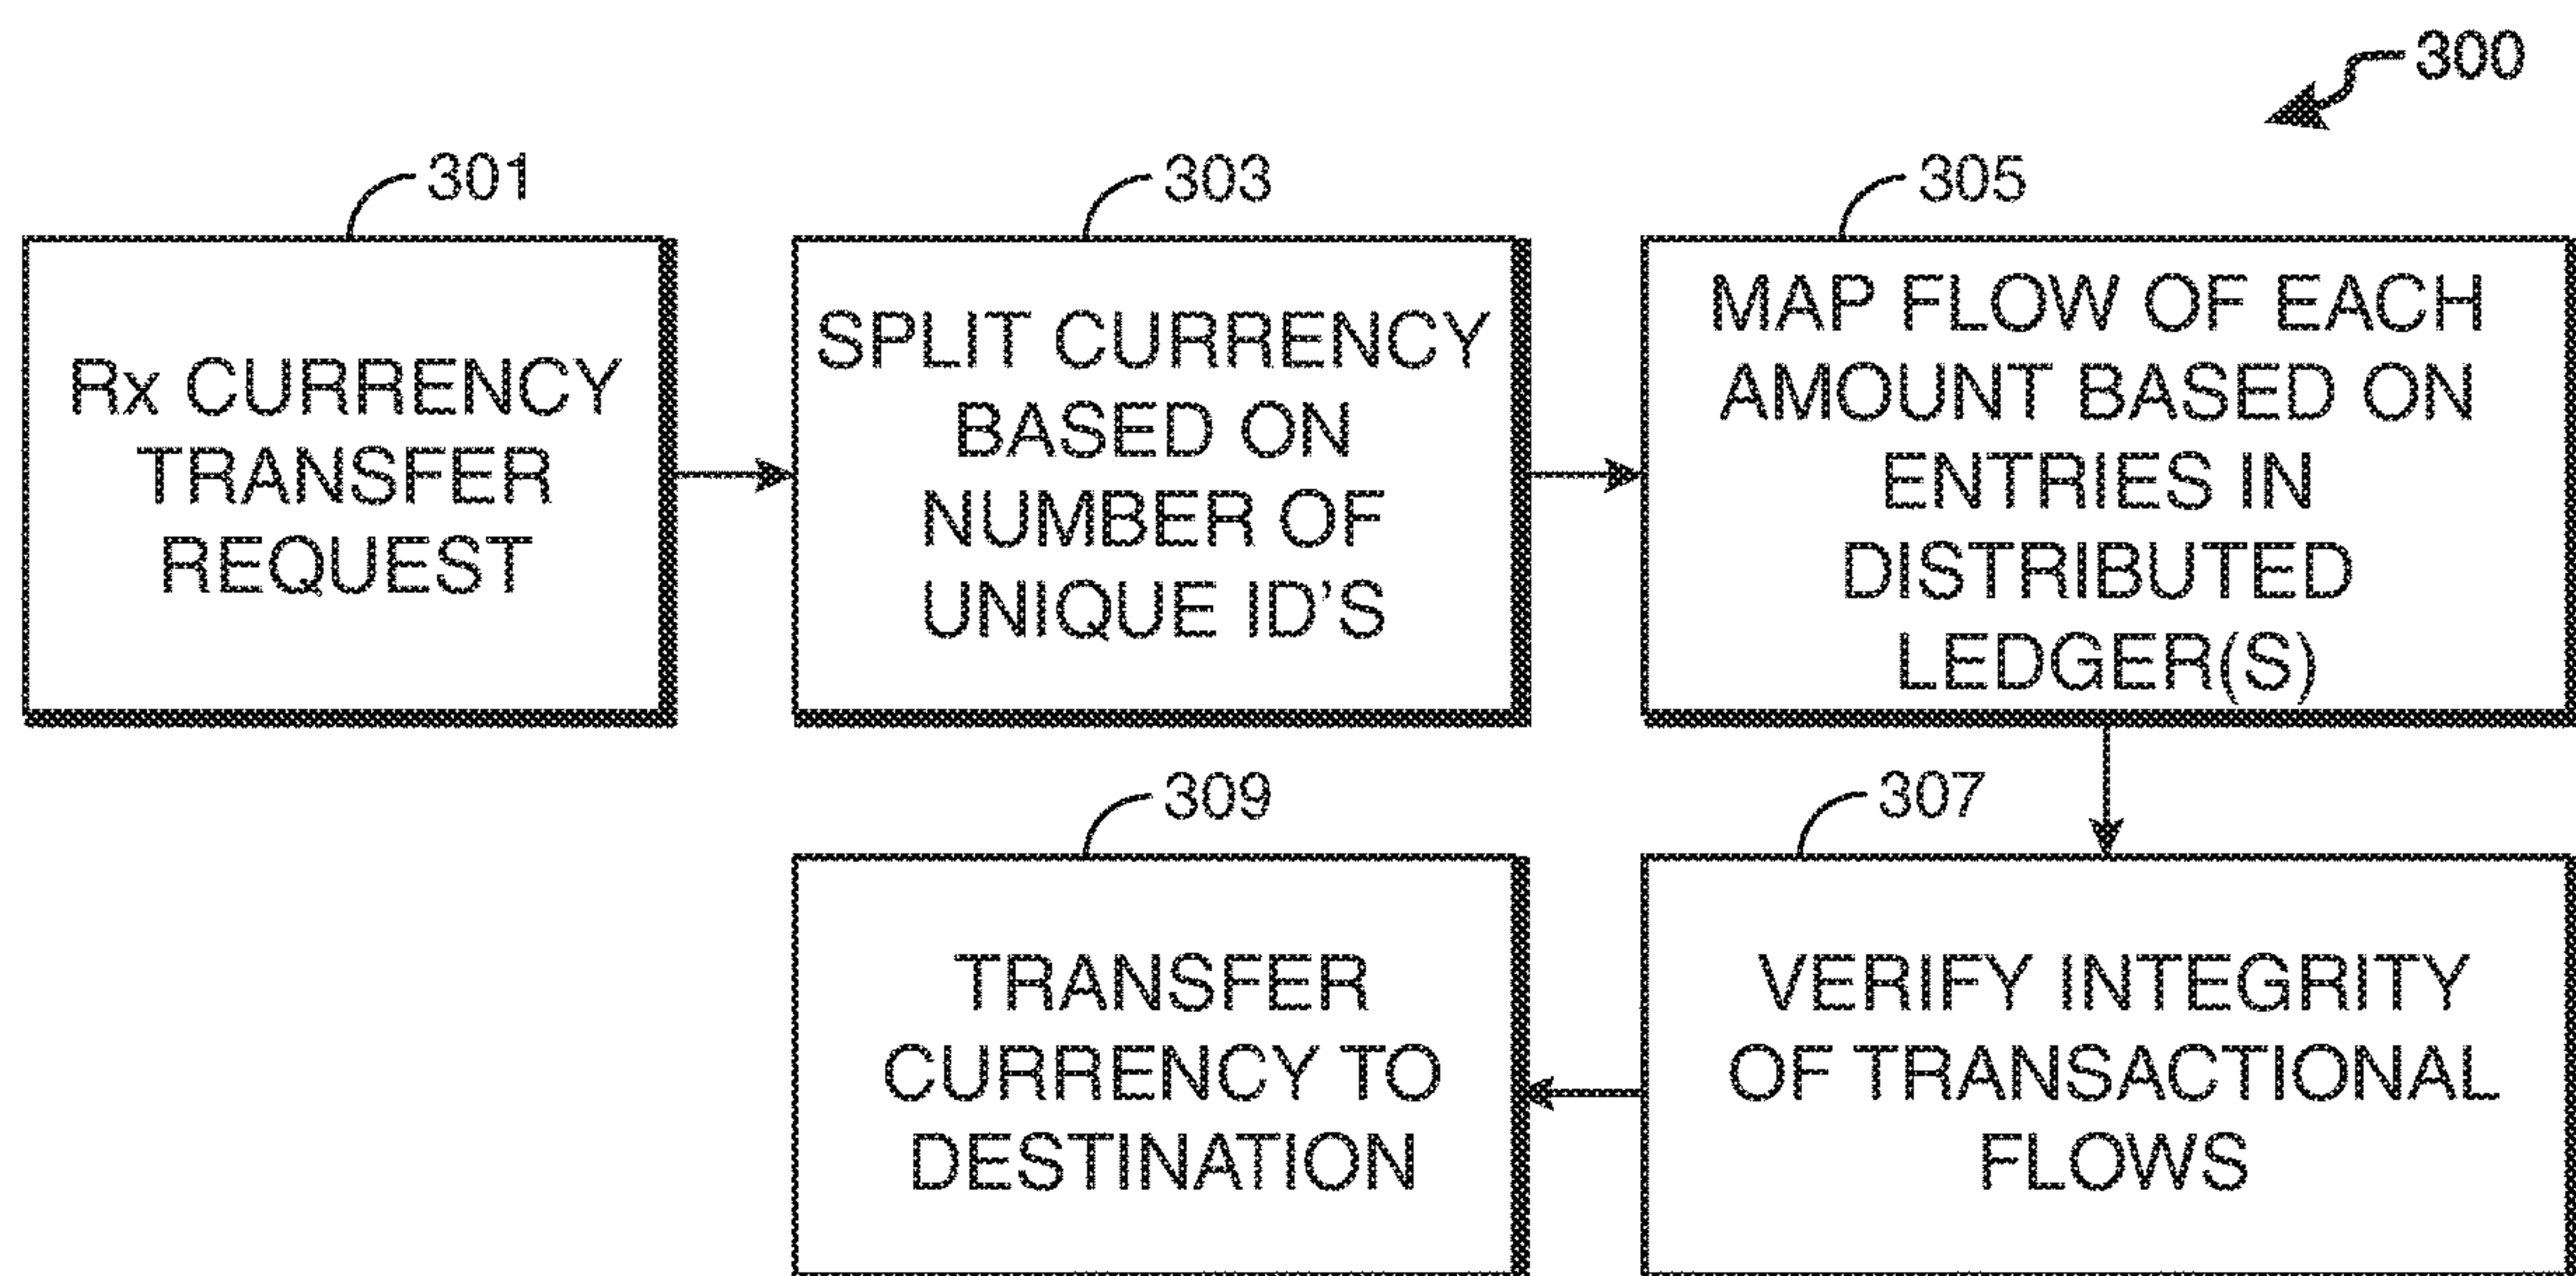 300
301
Rx CURRENCY
TRANSFER
REQUEST
303
SPLIT CURRENCY
BASED ON
NUMBER OF
UNIQUE ID'S
305
MAP FLOW OF EACH
AMOUNT BASED ON
ENTRIES IN
DISTRIBUTED
LEDGER(S)
307
VERIFY INTEGRITY
OF TRANSACTIONAL
FLOWS
309
TRANSFER
CURRENCY TO
DESTINATION